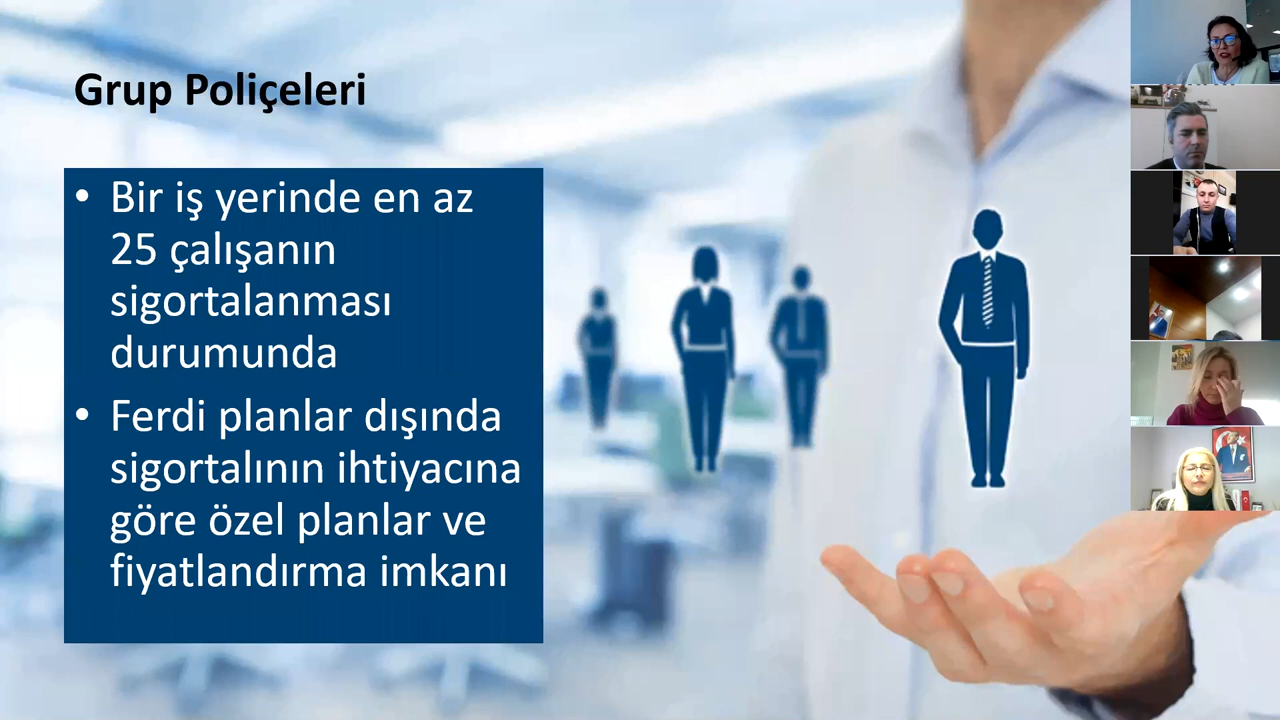 Grup Poliçeleri
• Bir iş yerinde en az
25 çalışanın
sigortalanması
durumunda
• Ferdi planlar dışında
sigortalının ihtiyacına
göre özel planlar ve
fiyatlandırma imkanı